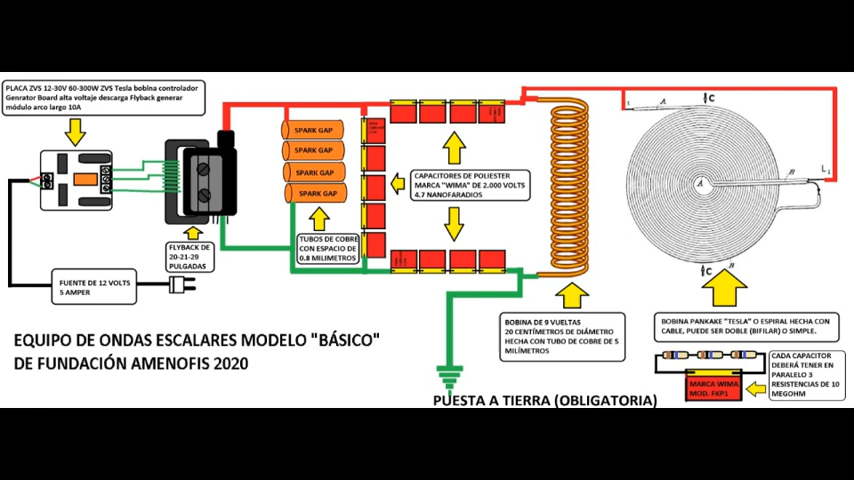 PLACA ZVS 12-30V 60-300W ZVS Tesla bobina controlador
Genrator Board alta voltaje descarga Flyback generar
módulo arco largo 10A
SPARK GAP
SPARK GAP
SPARK GAP
SPARK GAP
CAPACITORES DE POLIESTER
MARCA "WIMA" DE 2.000 VOLTS
4.7 NANOFARADIOS
1
A
C
L1
B
A
C
B
FLYBACK DE
20-21-29
PULGADAS
TUBOS DE COBRE
CON ESPACIO DE
0.8 MILIMETROS
FUENTE DE 12 VOLTS
5 AMPER
BOBINA DE 9 VUELTAS
20 CENTÍMETROS DE DIÁMETRO
HECHA CON TUBO DE COBRE DE 5
MILÍMETROS
BOBINA PANKAKE "TESLA" O ESPIRAL HECHA CON
CABLE, PUEDE SER DOBLE (BIFILAR) O SIMPLE.
EQUIPO DE ONDAS ESCALARES MODELO "BÁSICO"
DE FUNDACIÓN AMENOFIS 2020
MARCA WIMA
MOD. FKP1
CADA CAPACITOR
DEBERÁ TENER EN
PARALELO 3
RESISTENCIAS DE 10
MEGOHM
PUESTA A TIERRA (OBLIGATORIA)